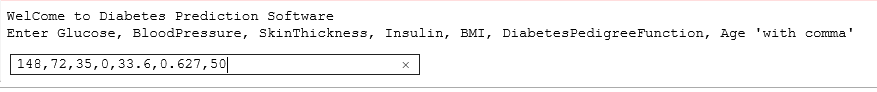 WelCome to Diabetes Prediction Software
Enter Glucose, BloodPressure, SkinThickness, Insulin, BMI, DiabetesPedigreeFunction, Age 'with comma'
148,72,35,0,33.6,0.627,50